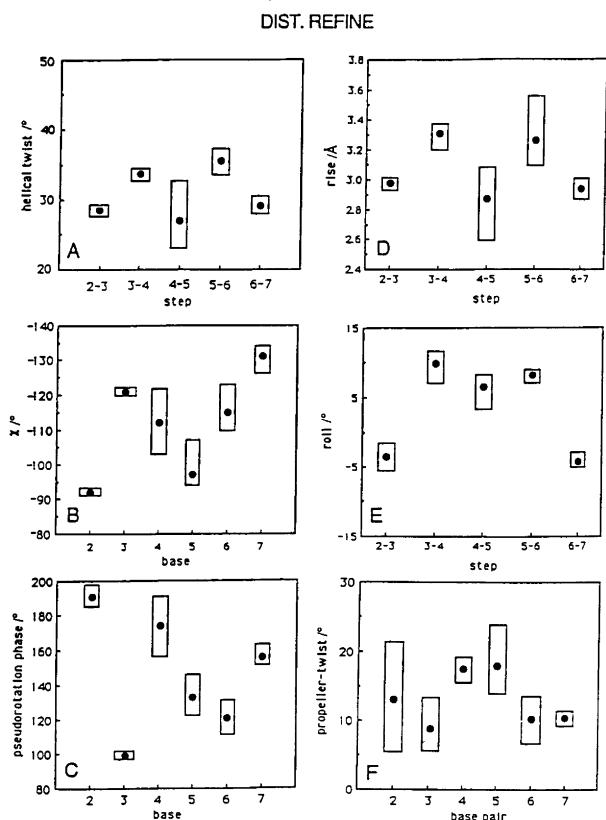 DIST. REFINE
50
40
30
20
helical twist /°
A
2-3 3-4 4-5 5-6 6-7
step
3.8
3.6
3.4
3.2
3.0
2.8
2.6
2.4
rise /Å
D
2-3 3-4 4-5 5-6 6-7
step
-140
-130
-120
-110
-100
-90
-80
χ /°
B
2 3 4 5 6 7
base
15
5
-5
-15
roll /°
E
2-3 3-4 4-5 5-6 6-7
step
200
180
160
140
120
100
80
pseudorotation phase /°
C
2 3 4 5 6 7
base
30
20
10
0
propeller-twist /°
F
2 3 4 5 6 7
base pair